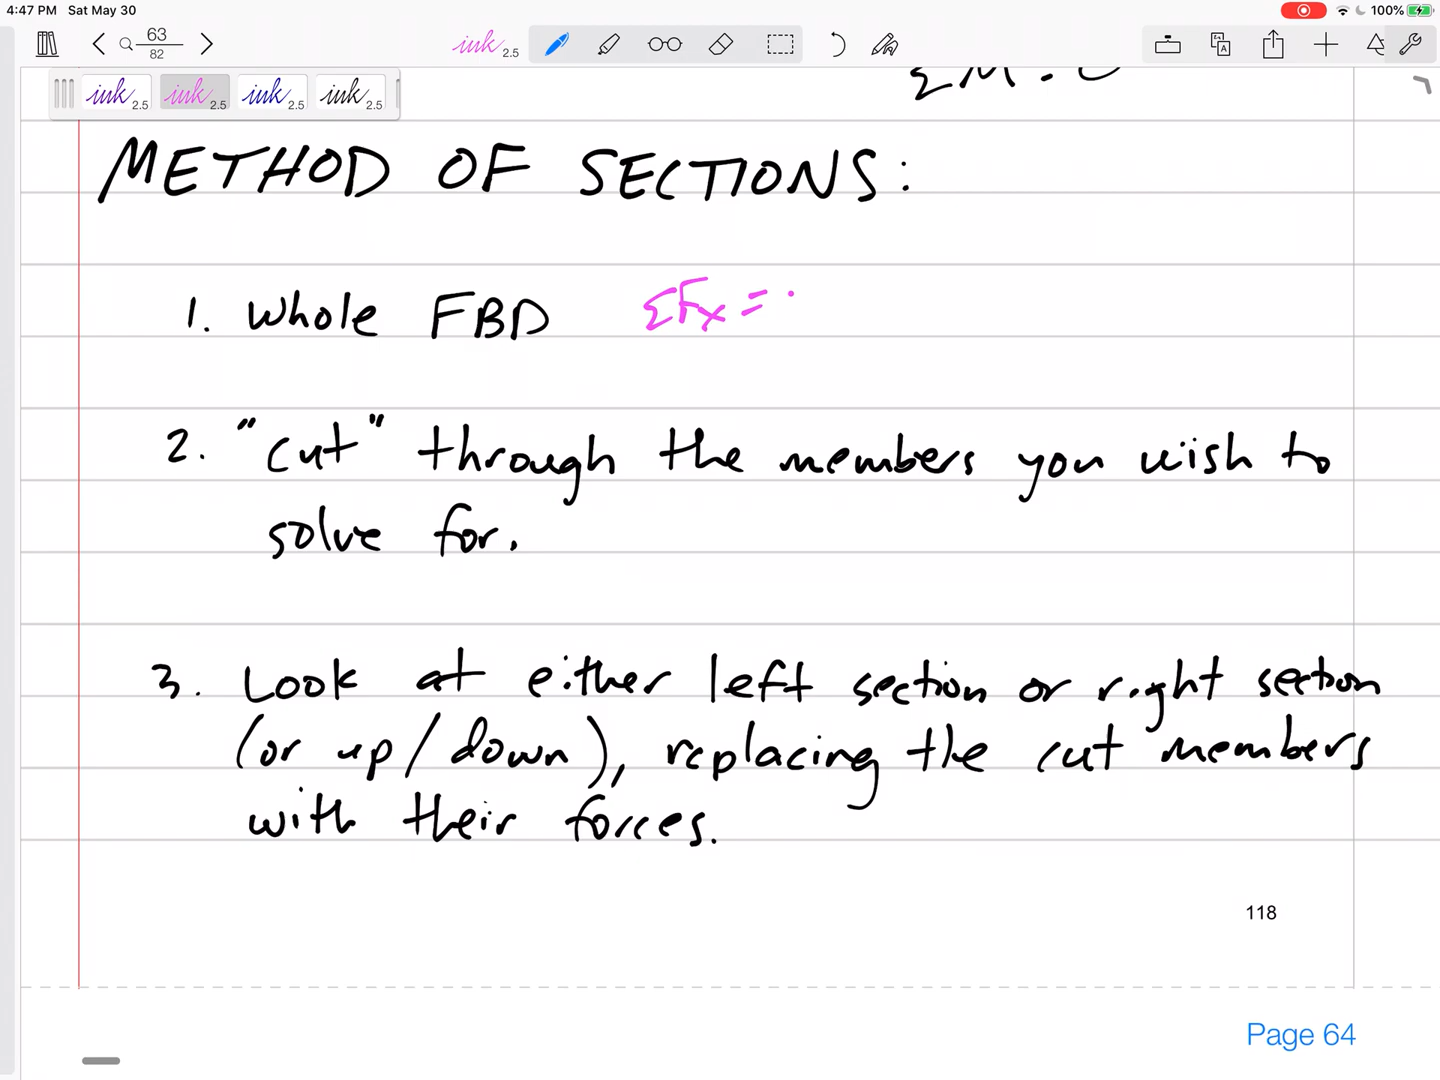 4:47 PM Sat May 30
100%
63
82
ink 2.5
ink 2.5 ink 2.5 ink 2.5 ink 2.5
METHOD OF SECTIONS:
1. Whole FBD ΣFx =
2. "cut" through the members you wish to
solve for.
3. Look at either left section or right section
(or up/down), replacing the cut members
with their forces.
118
Page 64